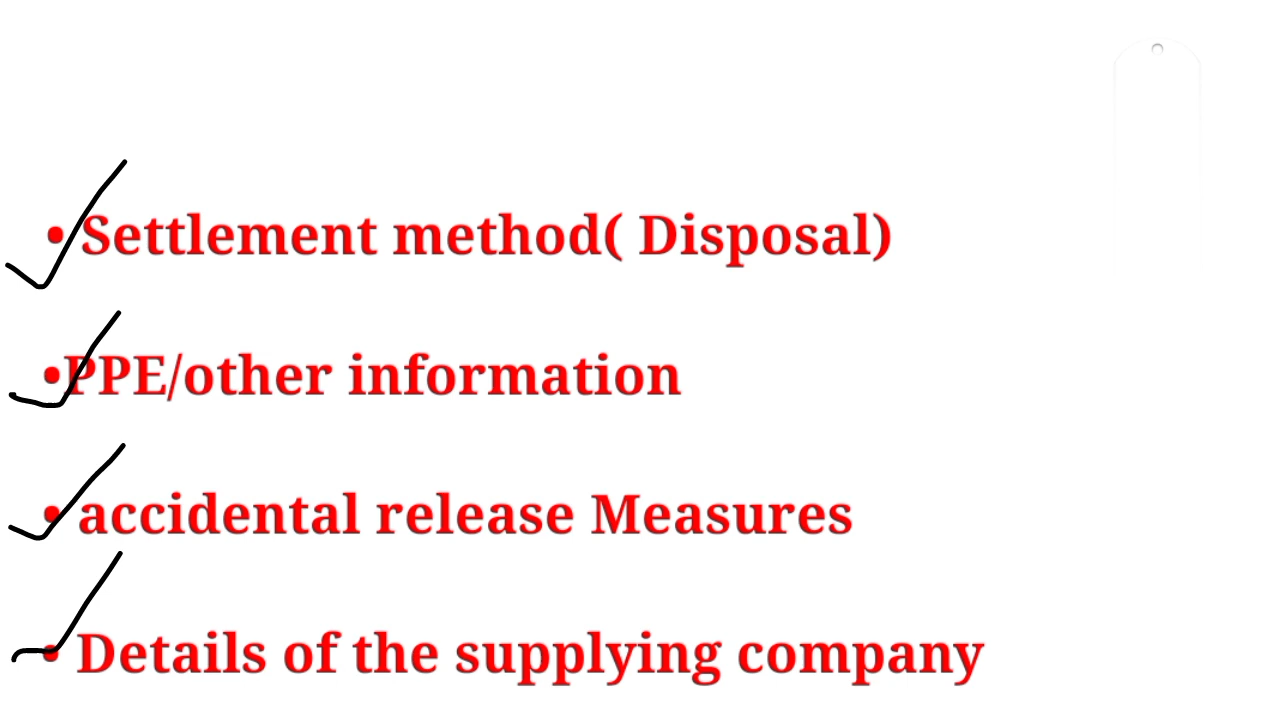 • Settlement method( Disposal)
•PPE/other information
• accidental release Measures
• Details of the supplying company